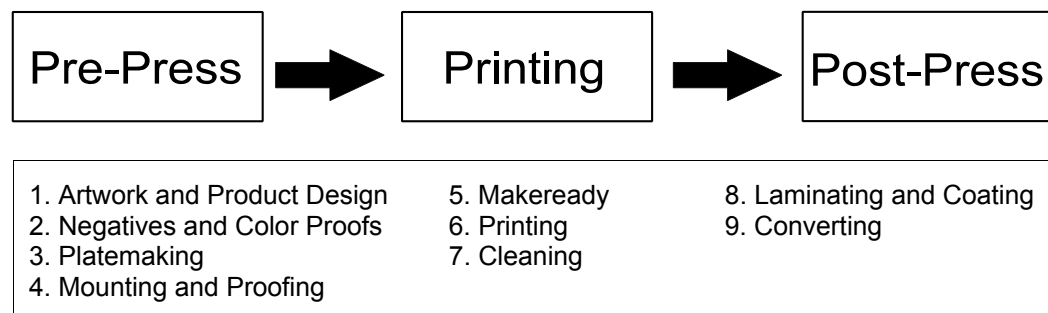 Pre-Press
Printing
Post-Press
1. Artwork and Product Design
2. Negatives and Color Proofs
3. Platemaking
4. Mounting and Proofing
5. Makeready
6. Printing
7. Cleaning
8. Laminating and Coating
9. Converting